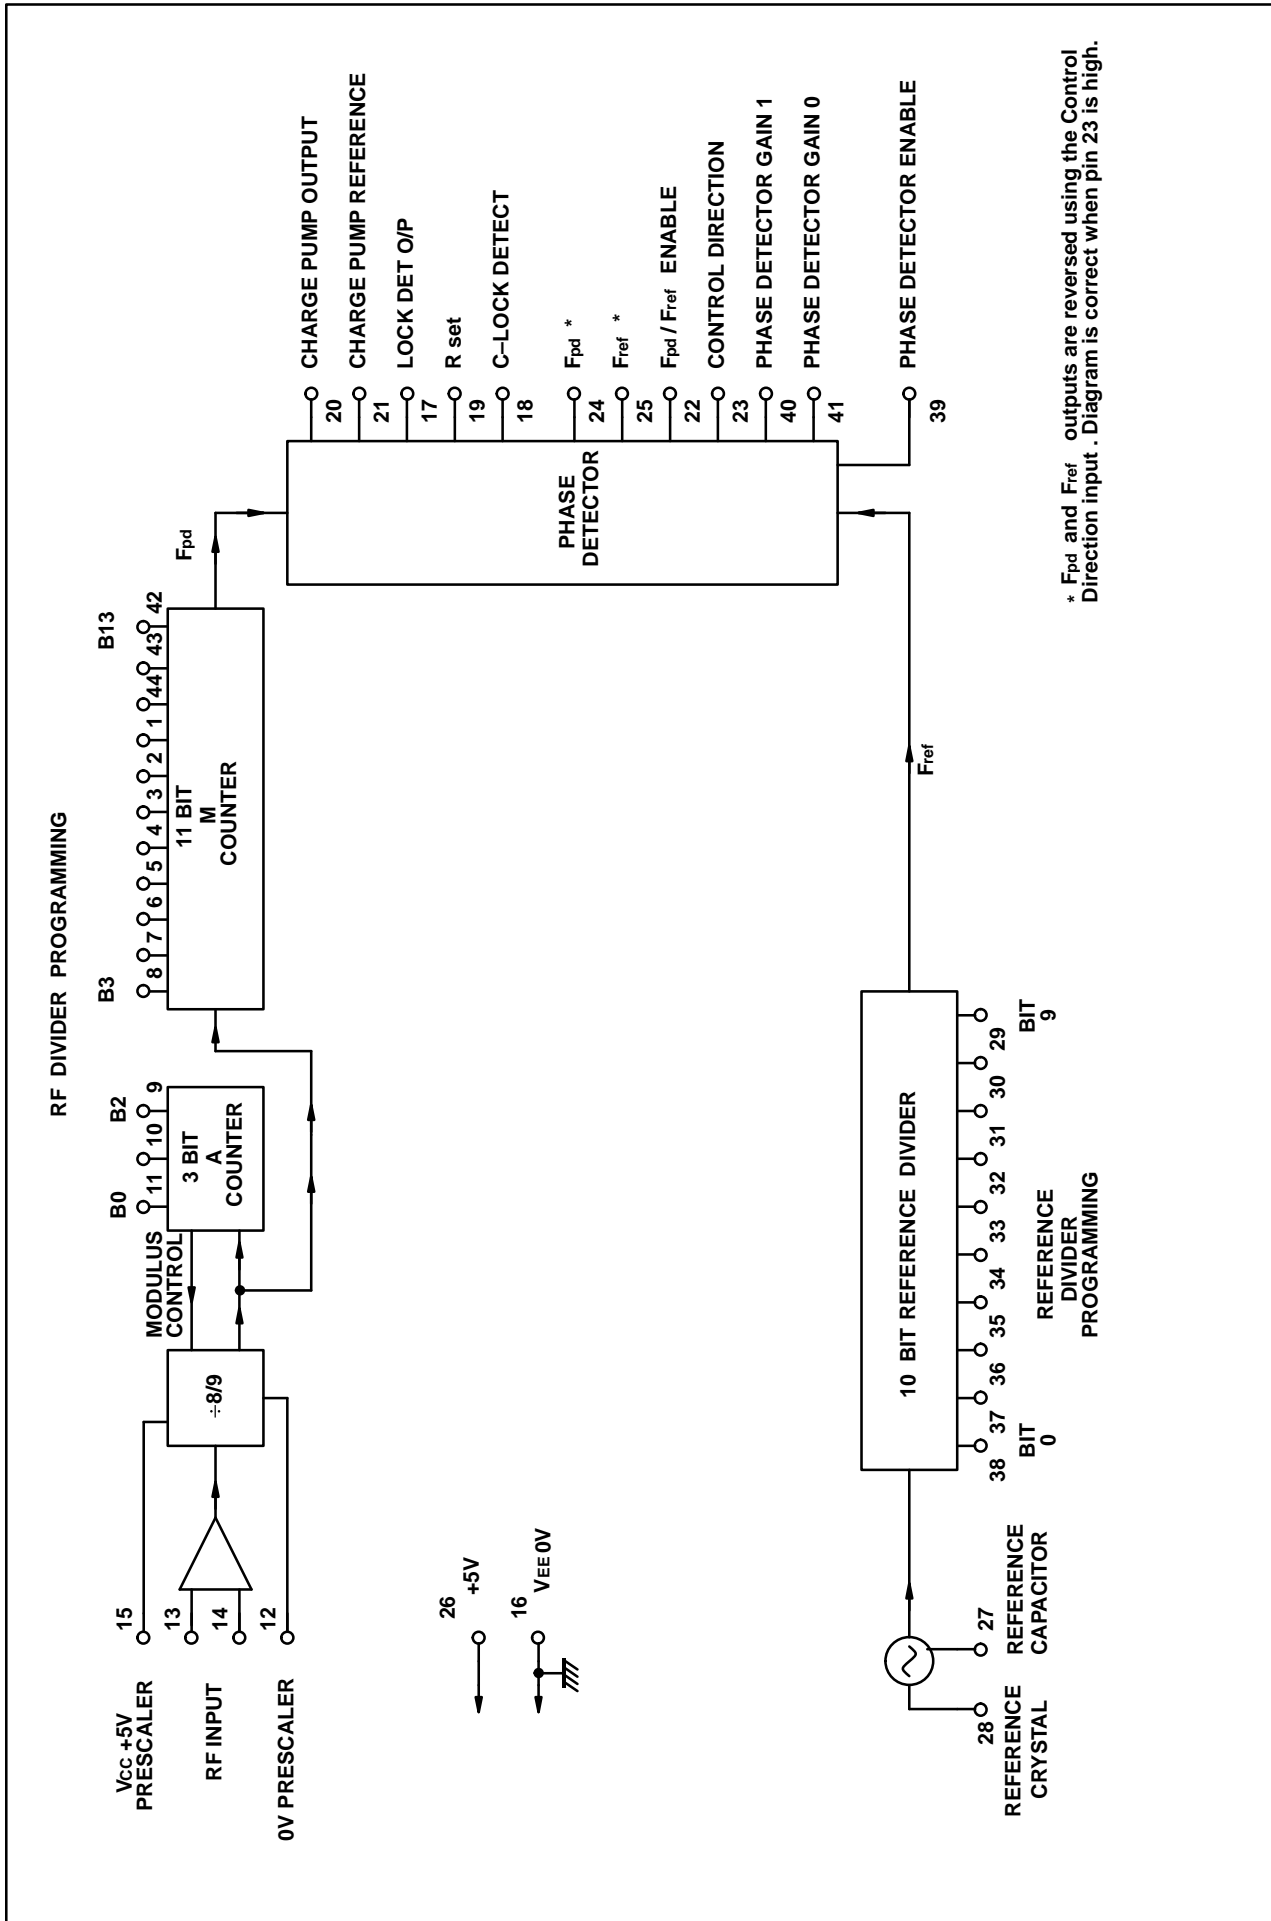 RF DIVIDER PROGRAMMING
B0
B2
B3
B13
11
10
9
8
7
6
5
4
3
2
1
44
43
42
VCC +5V
PRESCALER
15
RF INPUT
13
14
0V PRESCALER
12
÷8/9
MODULUS
CONTROL
3 BIT
A
COUNTER
11 BIT
M
COUNTER
Fpd
PHASE
DETECTOR
20
CHARGE PUMP OUTPUT
21
CHARGE PUMP REFERENCE
17
LOCK DET O/P
19
R set
18
C–LOCK DETECT
24
Fpd *
25
Fref *
22
Fpd / Fref ENABLE
23
CONTROL DIRECTION
40
PHASE DETECTOR GAIN 1
41
PHASE DETECTOR GAIN 0
39
PHASE DETECTOR ENABLE
26
+5V
16
VEE 0V
Fref
10 BIT REFERENCE DIVIDER
28
REFERENCE
CRYSTAL
27
REFERENCE
CAPACITOR
38
37
36
35
34
33
32
31
30
29
BIT
0
BIT
9
REFERENCE
DIVIDER
PROGRAMMING
* Fpd and Fref outputs are reversed using the Control
Direction input . Diagram is correct when pin 23 is high.